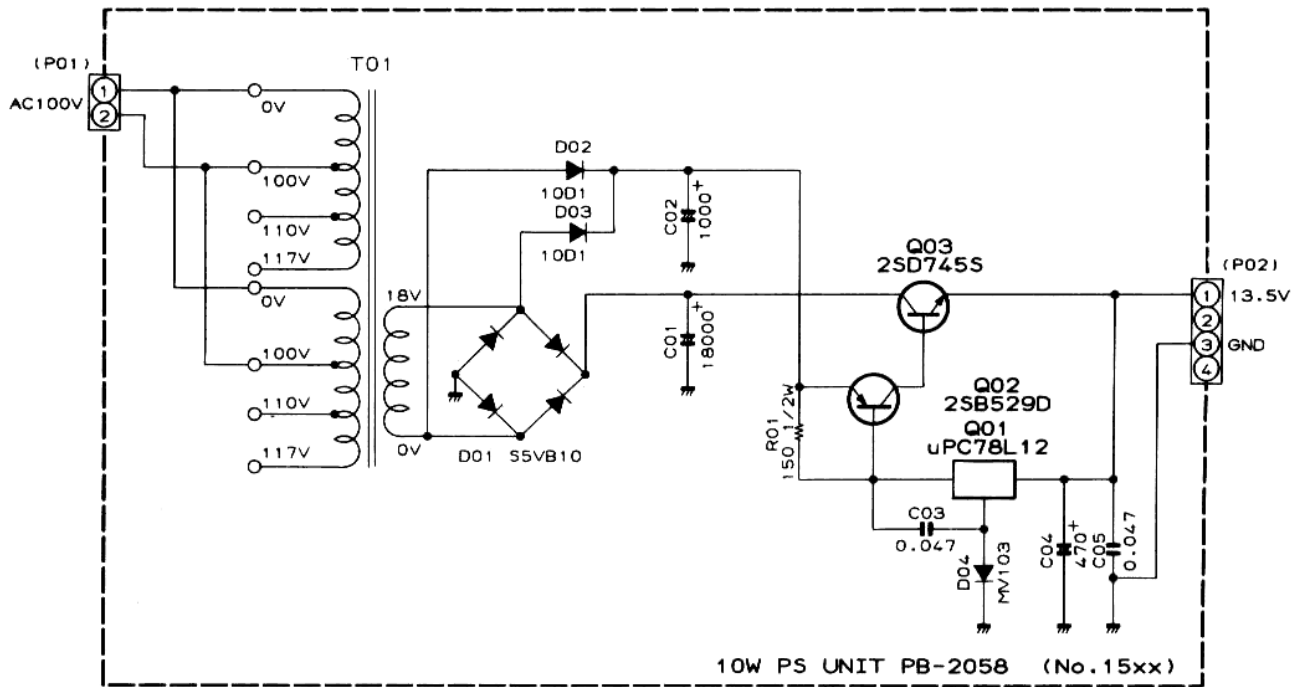 (P01)
1
AC100V
2
T01
0V
100V
110V
117V
0V
100V
110V
117V
18V
0V
D01 S5VB10
D02
10D1
D03
10D1
C02
1000+
C01
18000+
Q03
2SD745S
Q02
2SB529D
Q01
uPC78L12
R01
150 1/2W
C03
0.047
D04
MV103
C04
470+
C05
0.047
(P02)
1 13.5V
2
3 GND
4
10W PS UNIT PB-2058 (No.15xx)